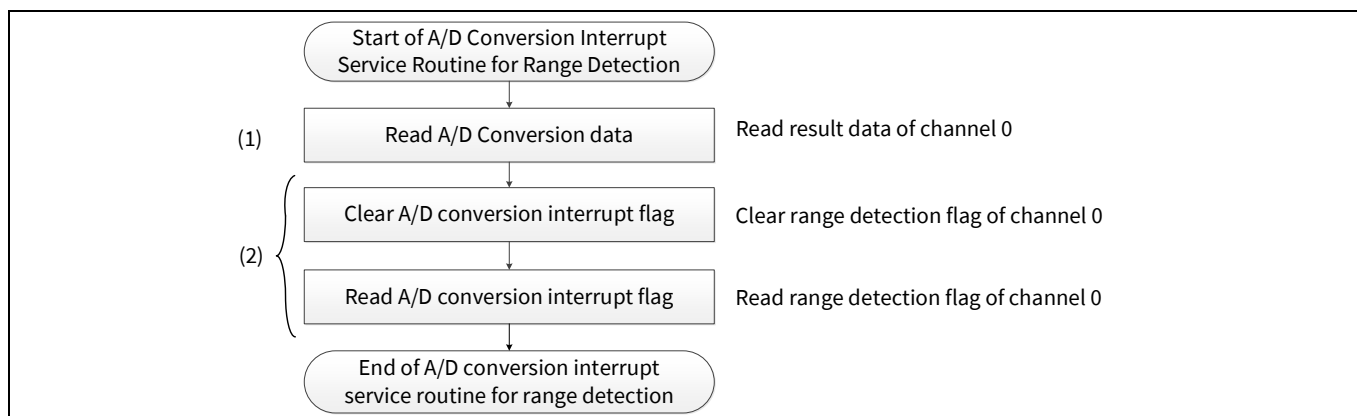 Start of A/D Conversion Interrupt
Service Routine for Range Detection
(1)
Read A/D Conversion data
Read result data of channel 0
(2)
Clear A/D conversion interrupt flag
Clear range detection flag of channel 0
Read A/D conversion interrupt flag
Read range detection flag of channel 0
End of A/D conversion interrupt
service routine for range detection